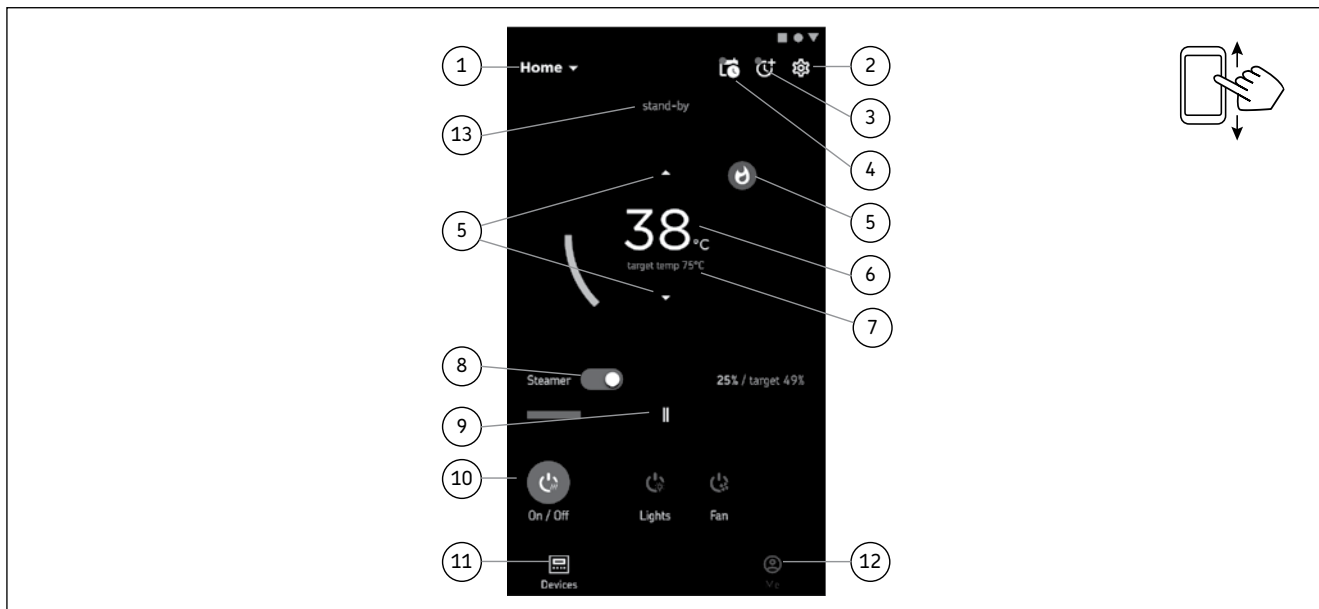 1
Home
2
3
stand-by
13
4
5
5
38 °C
6
target temp 75°C
7
8
Steamer
25% / target 49%
9
10
On / Off
Lights
Fan
11
12
Devices
Me